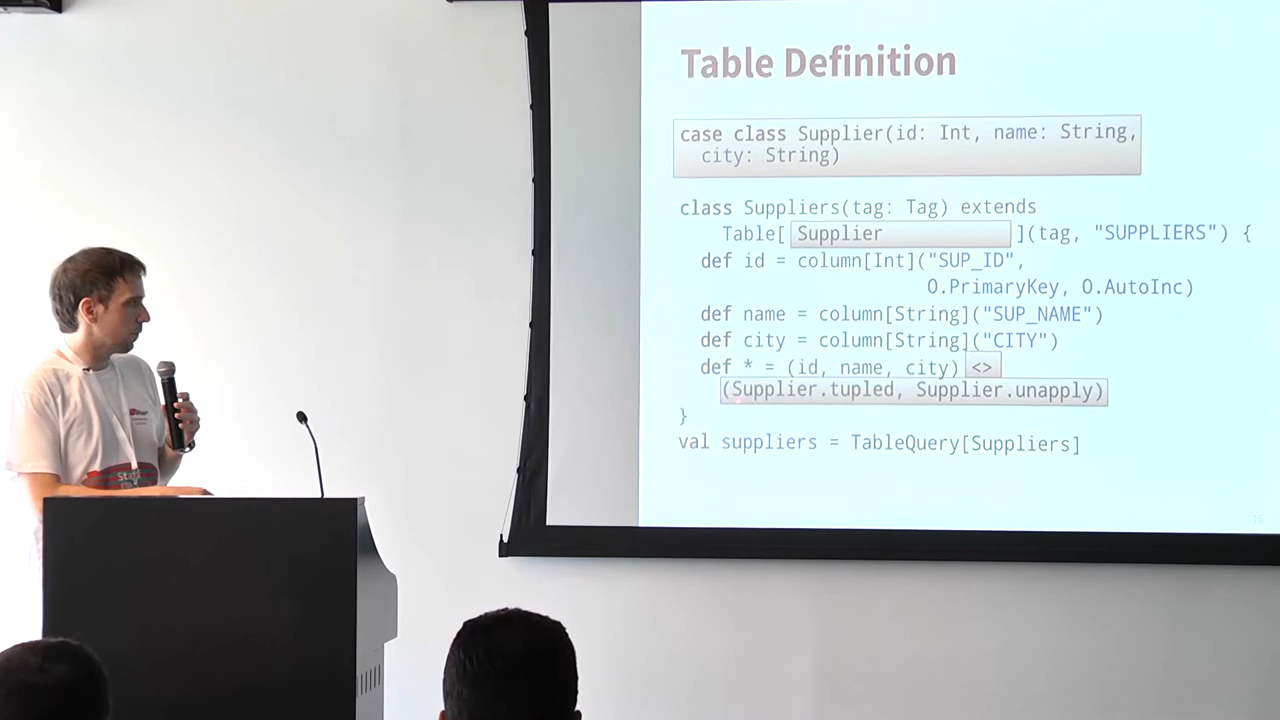 Table Definition
case class Supplier(id: Int, name: String,
city: String)
class Suppliers(tag: Tag) extends
Table[ Supplier ](tag, "SUPPLIERS") {
def id = column[Int]("SUP_ID",
O.PrimaryKey, O.AutoInc)
def name = column[String]("SUP_NAME")
def city = column[String]("CITY")
def * = (id, name, city) <>
(Supplier.tupled, Supplier.unapply)
}
val suppliers = TableQuery[Suppliers]
16